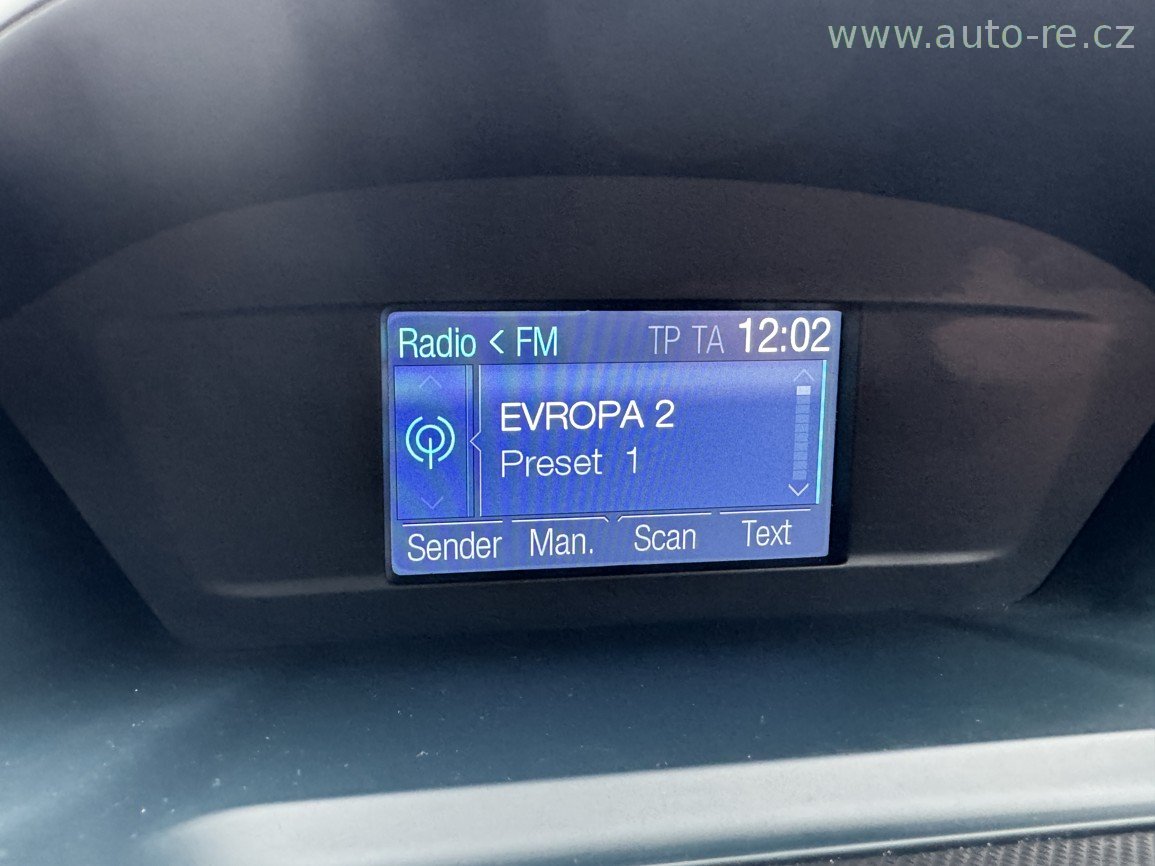 www.auto-re.cz
Radio < FM TP TA 12:02
EVROPA 2
Preset 1
Sender Man. Scan Text